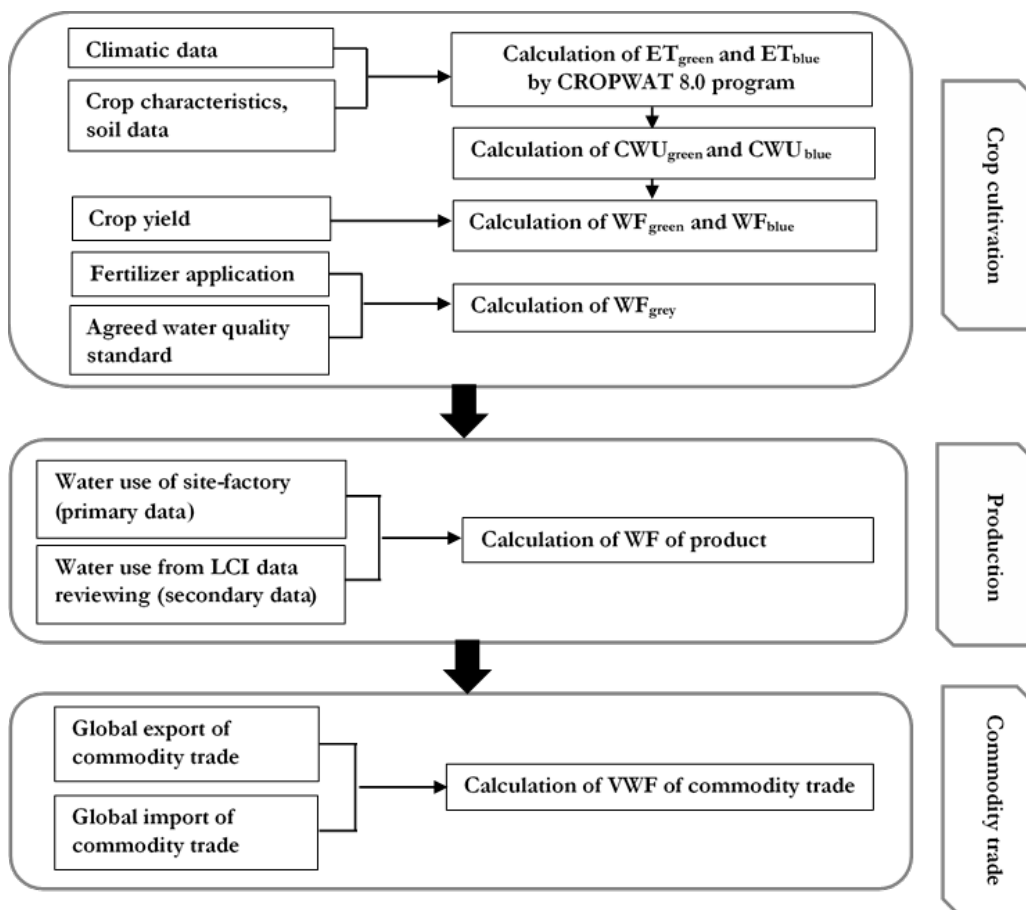 Climatic data
Crop characteristics,
soil data
Calculation of ETgreen and ETblue
by CROPWAT 8.0 program
Calculation of CWUgreen and CWU blue
Crop yield
Calculation of WFgreen and WFblue
Fertilizer application
Agreed water quality
standard
Calculation of WFgrey
Crop cultivation
Water use of site-factory
(primary data)
Water use from LCI data
reviewing (secondary data)
Calculation of WF of product
Production
Global export of
commodity trade
Global import of
commodity trade
Calculation of VWF of commodity trade
Commodity trade